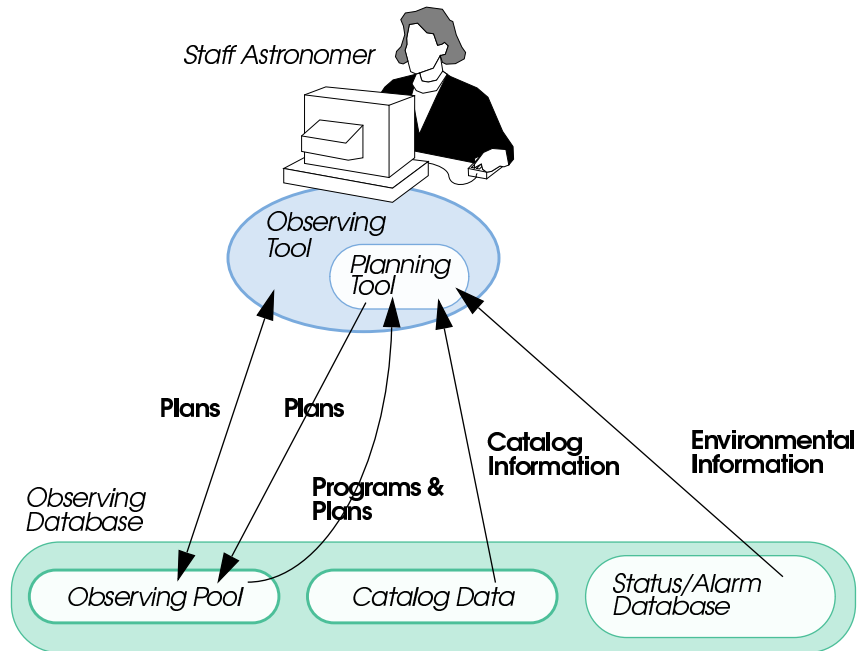 Staff Astronomer
Observing
Tool
Planning
Tool
Plans
Plans
Catalog
Information
Environmental
Information
Programs &
Plans
Observing
Database
Observing Pool
Catalog Data
Status/Alarm
Database